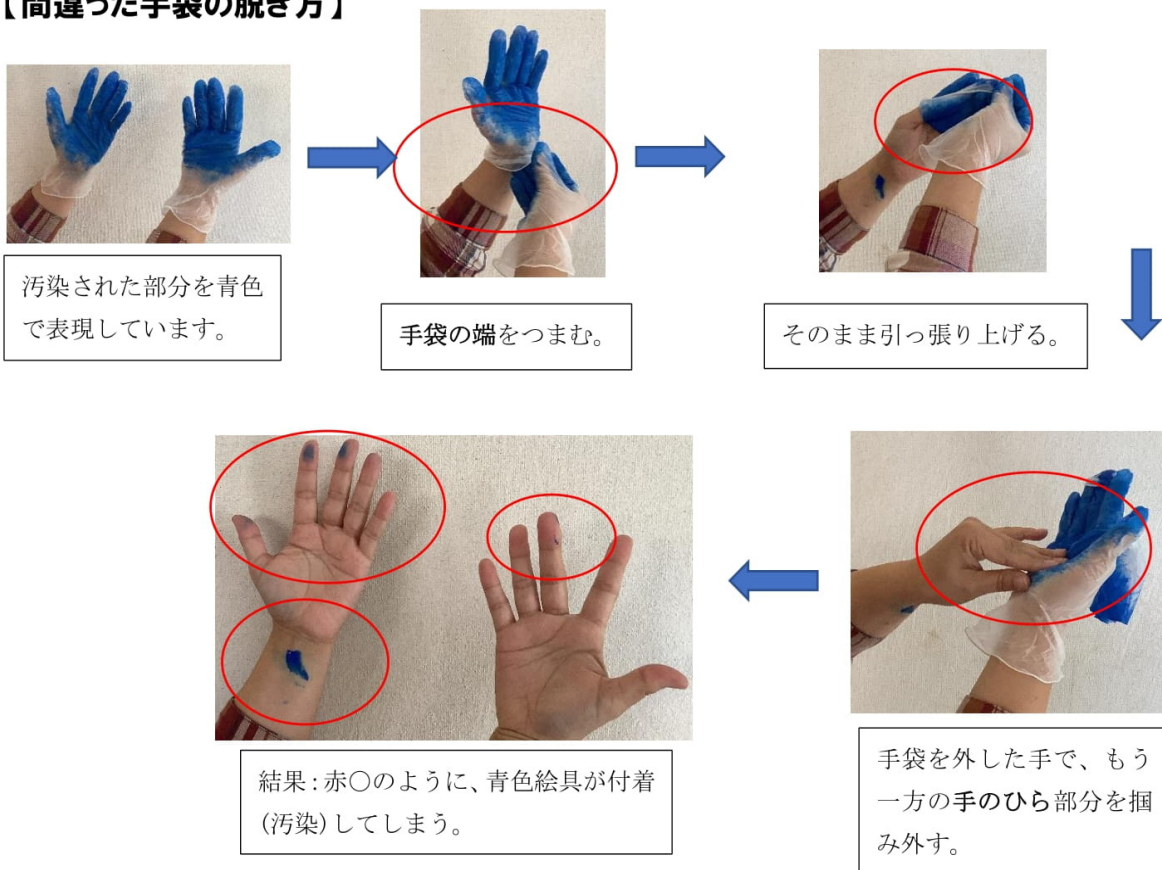 【間違った手袋の脱ぎ方】
汚染された部分を青色
で表現しています。
手袋の端をつまむ。
そのまま引っ張り上げる。
手袋を外した手で、もう
一方の手のひら部分を掴
み外す。
結果：赤〇のように、青色絵具が付着
(汚染)してしまう。